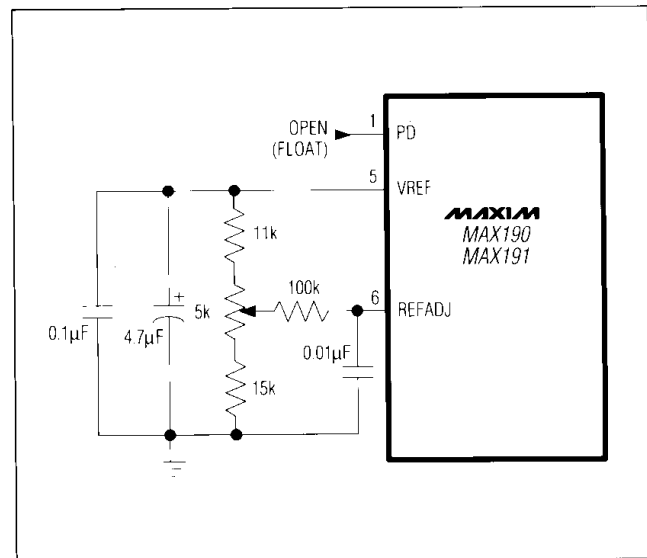 OPEN
(FLOAT)
1
PD
5
VREF
MAXIM
MAX190
MAX191
11k
100k
6
REFADJ
0.1µF
4.7µF
+
5k
0.01µF
15k